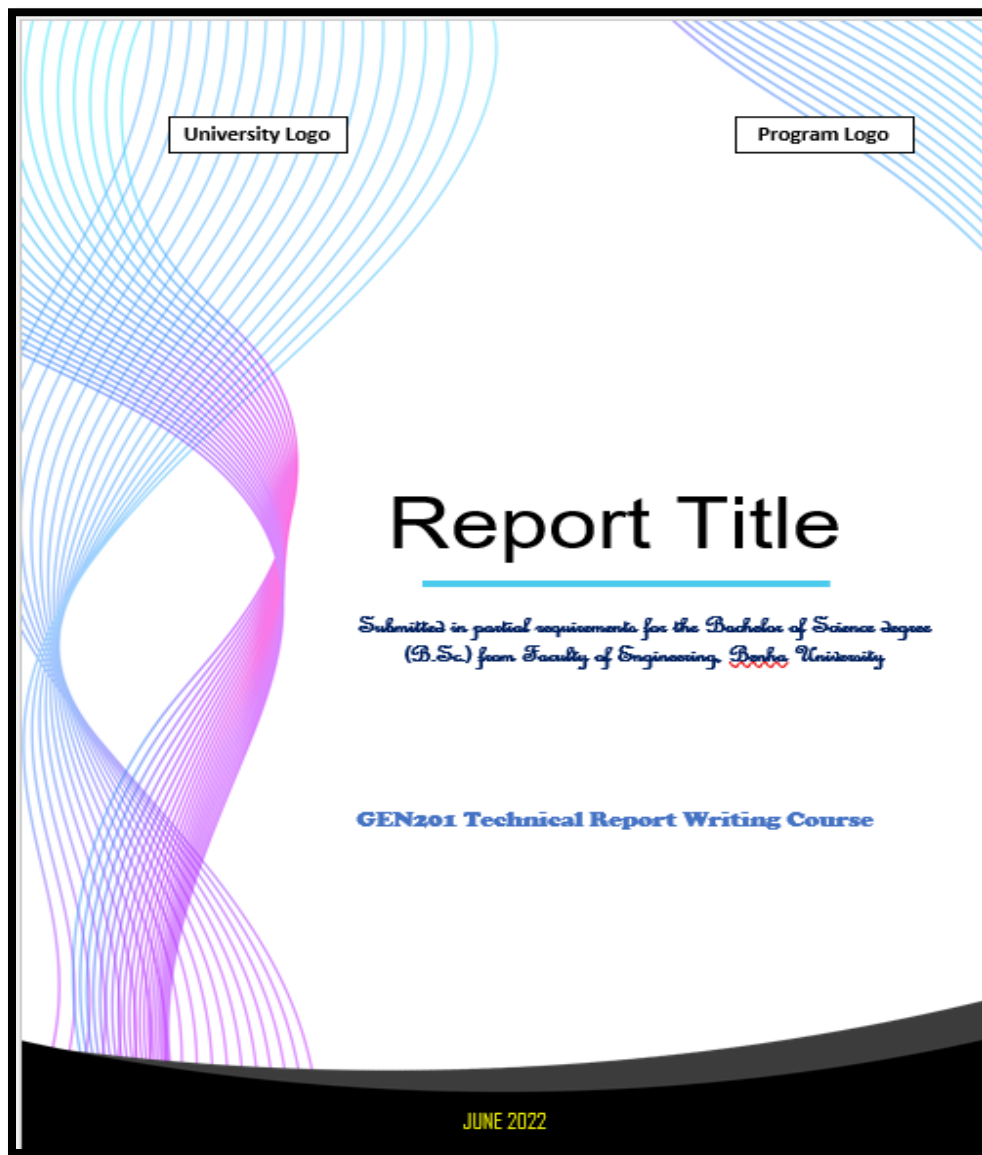 University Logo
Program Logo
Report Title
Submitted in partial requirements for the Bachelor of Science degree
(B.Sc.) from Faculty of Engineering, Benha University
GEN201 Technical Report Writing Course
JUNE 2022